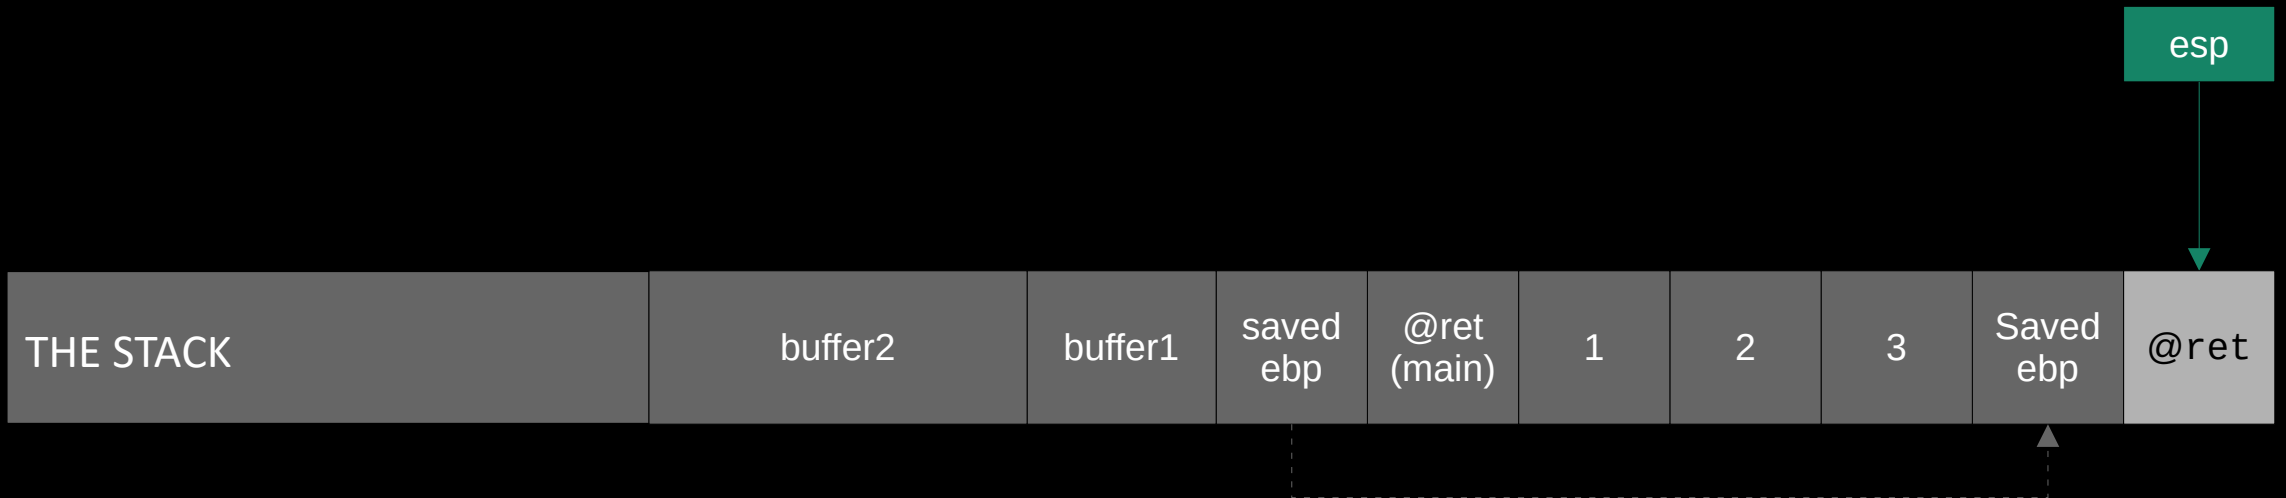 esp
THE STACK
buffer2
buffer1
saved
ebp
@ret
(main)
1
2
3
Saved
ebp
@ret